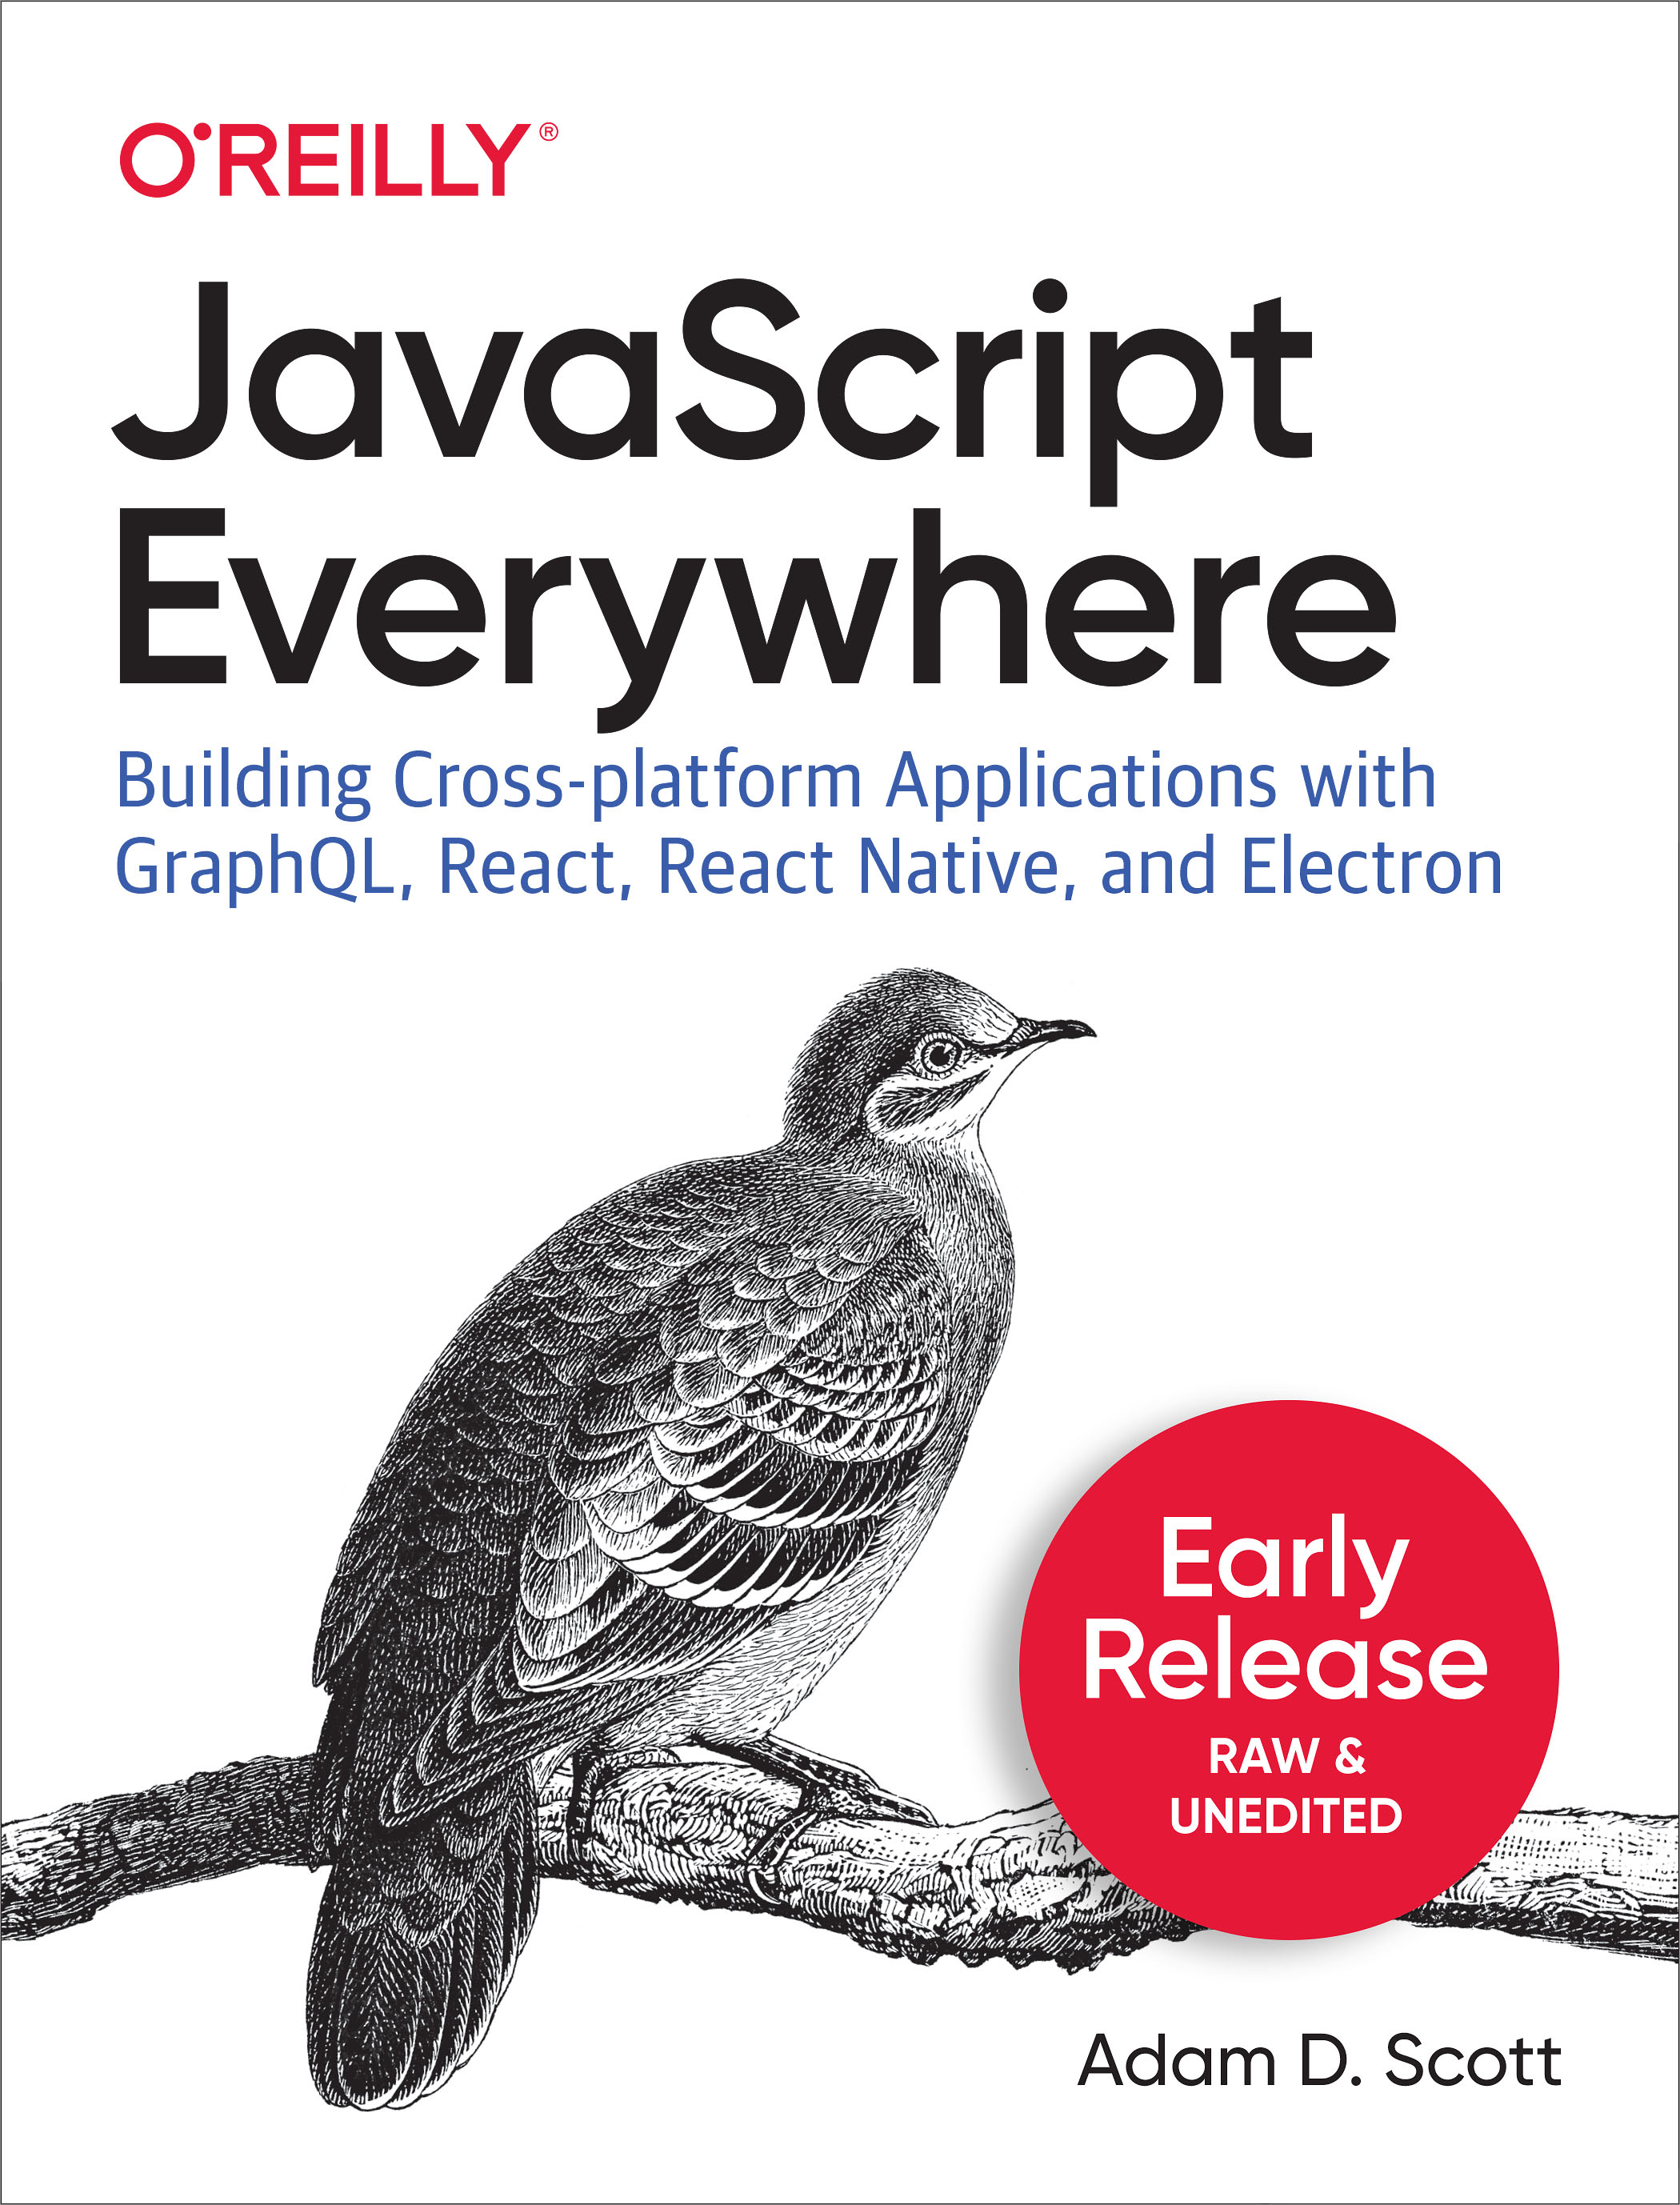 O'REILLY®
JavaScript
Everywhere
Building Cross-platform Applications with
GraphQL, React, React Native, and Electron
Early
Release
RAW &
UNEDITED
Adam D. Scott